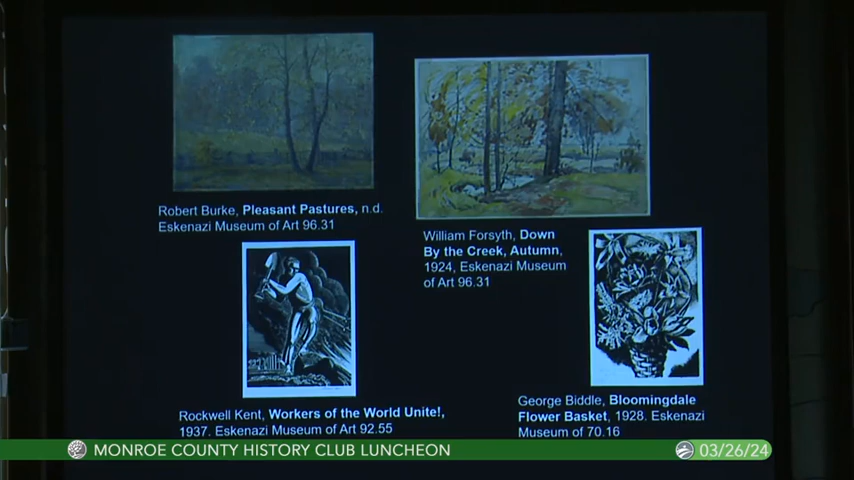 Robert Burke, Pleasant Pastures, n.d.
Eskenazi Museum of Art 96.31
William Forsyth, Down
By the Creek, Autumn,
1924, Eskenazi Museum
of Art 96.31
Rockwell Kent, Workers of the World Unite!,
1937. Eskenazi Museum of Art 92.55
George Biddle, Bloomingdale
Flower Basket, 1928. Eskenazi
Museum of 70.16
MONROE COUNTY HISTORY CLUB LUNCHEON
03/26/24